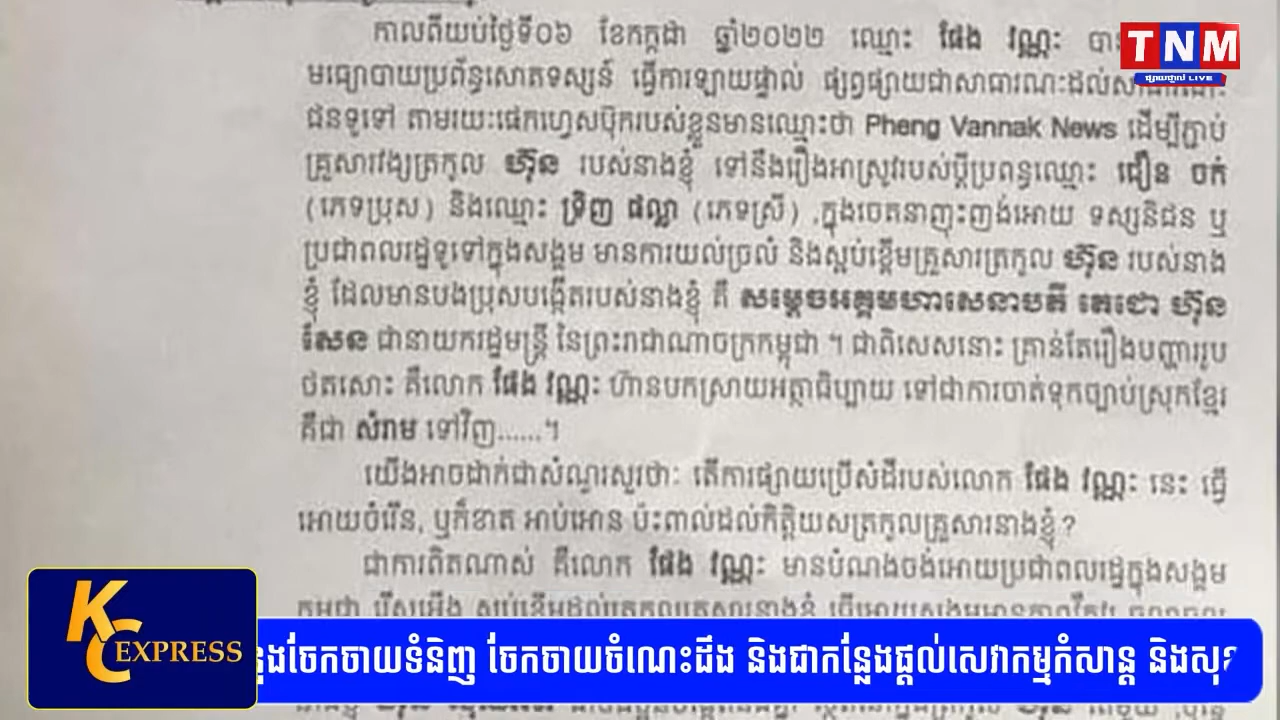 កាលពីយប់ថ្ងៃទី០៦ ខែកក្កដា ឆ្នាំ២០២២ ឈ្មោះ ផែង វណ្ណៈ បាន
មធ្យោបាយប្រព័ន្ធសោតទស្សន៍ ធ្វើការឡាយផ្ទាល់ ផ្សព្វផ្សាយជាសាធារណៈដល់
ជនទូទៅ តាមរយៈផេកហ្វេសប៊ុករបស់ខ្លួនមានឈ្មោះថា Pheng Vannak News ដើម្បីភ្ជាប់
គ្រួសារវង្សត្រកូល ហ៊ុន របស់នាងខ្ញុំ ទៅនឹងរឿងអាស្រូវរបស់ប្ដីប្រពន្ធឈ្មោះ ជឿន ចក់
(ភេទប្រុស) និងឈ្មោះ ទ្រិញ ផល្លា (ភេទស្រី) ,ក្នុងចេតនាញុះញង់អោយ ទស្សនិជន ឬ
ប្រជាពលរដ្ឋទូទៅក្នុងសង្គម មានការយល់ច្រលំ និងស្អប់ខ្ពើមគ្រួសារត្រកូល ហ៊ុន របស់នាង
ខ្ញុំ ដែលមានបងប្រុសបង្កើតរបស់នាងខ្ញុំ គឺ សម្ដេចអគ្គមហាសេនាបតី តេជោ ហ៊ុន
សែន ជានាយករដ្ឋមន្ត្រី នៃព្រះរាជាណាចក្រកម្ពុជា ។ ជាពិសេសនោះ គ្រាន់តែរឿងបញ្ហារូប
ថតសោះ គឺលោក ផែង វណ្ណៈ ហ៊ានបកស្រាយអត្ថាធិប្បាយ ទៅជាការចាត់ទុកច្បាប់ស្រុកខ្មែរ
គឺជា សំរាម ទៅវិញ......។
យើងអាចដាក់ជាសំណួរសួរថាៈ តើការផ្សាយប្រើសំដីរបស់លោក ផែង វណ្ណៈ នេះ ធ្វើ
អោយចំរើន, ឬក៏ខាត អាប់អោន ប៉ះពាល់ដល់កិត្តិយសត្រកូលគ្រួសារនាងខ្ញុំ?
ជាការពិតណាស់ គឺលោក ផែង វណ្ណៈ មានបំណងចង់អោយប្រជាពលរដ្ឋក្នុងសង្គម
TNM
ផ្សាយផ្ទាល់ LIVE
KC EXPRESS
ចែកចាយទំនិញ ចែកចាយចំណេះដឹង និងជាកន្លែងផ្តល់សេវាកម្មកំសាន្ត និងសុខ